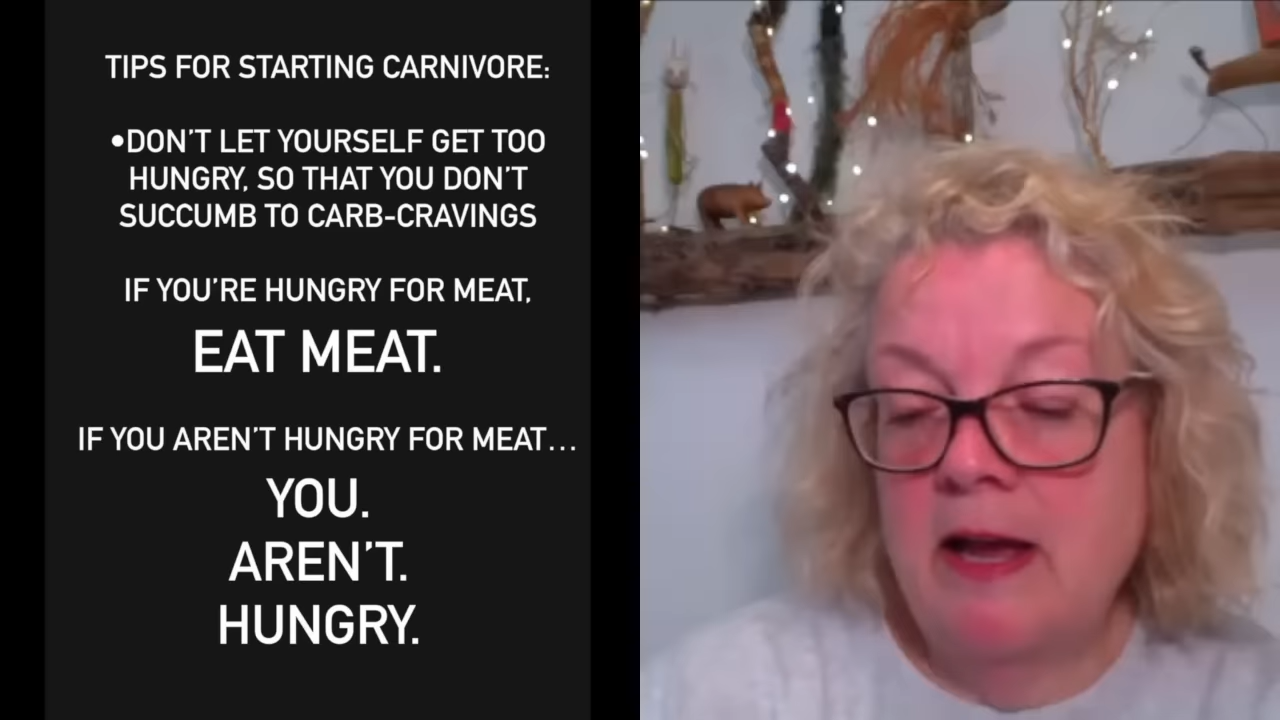 TIPS FOR STARTING CARNIVORE:
•DON'T LET YOURSELF GET TOO
HUNGRY, SO THAT YOU DON'T
SUCCUMB TO CARB-CRAVINGS
IF YOU'RE HUNGRY FOR MEAT,
EAT MEAT.
IF YOU AREN'T HUNGRY FOR MEAT...
YOU.
AREN'T.
HUNGRY.